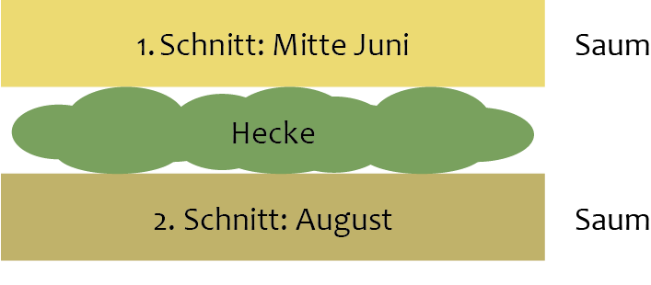 1. Schnitt: Mitte Juni Saum
Hecke
2. Schnitt: August Saum